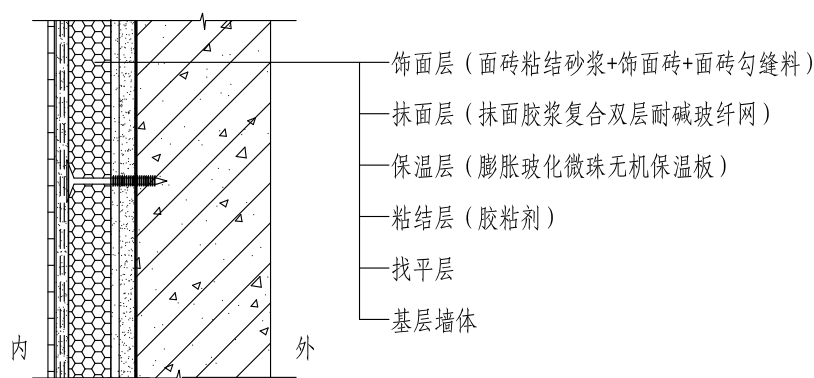 饰面层（面砖粘结砂浆+饰面砖+面砖勾缝料）
抹面层（抹面胶浆复合双层耐碱玻纤网）
保温层（膨胀玻化微珠无机保温板）
粘结层（胶粘剂）
找平层
基层墙体
内 外